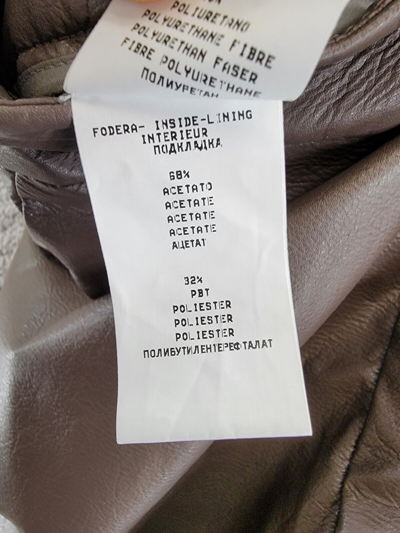 POLIURETANO
POLYURETHANE FIBRE
POLYURETHAN FASER
FIBRE POLYURETHANE
ПОЛИУРЕТАН
FODERA- INSIDE-LINING
INTERIEUR
ПОДКЛАДКА
68%
ACETATO
ACETATE
ACETATE
ACETATE
АЦЕТАТ
32%
PBT
POLIESTER
POLIESTER
POLIESTER
ПОЛИБУТИЛЕНТЕРЕФТАЛАТ